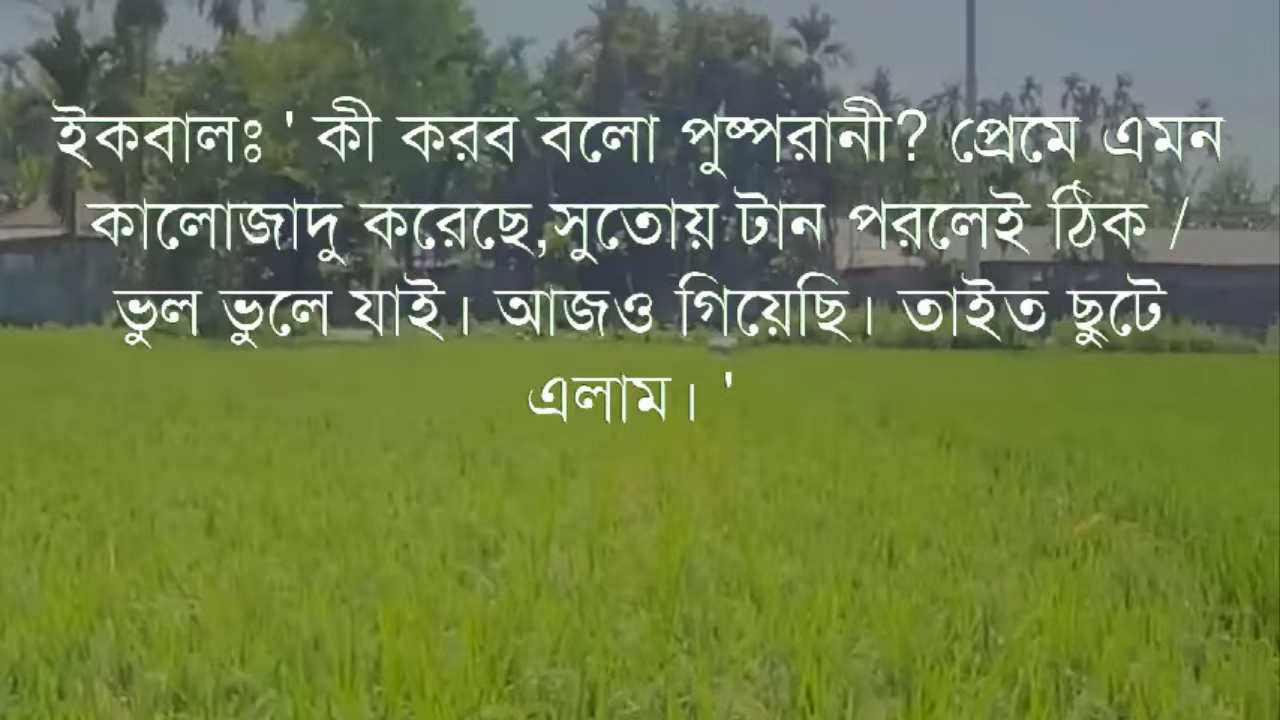 ইকবালঃ ' কী করব বলো পুষ্পরানী? প্রেমে এমন
কালোজাদু করেছে,সুতোয় টান পরলেই ঠিক /
ভুল ভুলে যাই। আজও গিয়েছি। তাইত ছুটে
এলাম। '